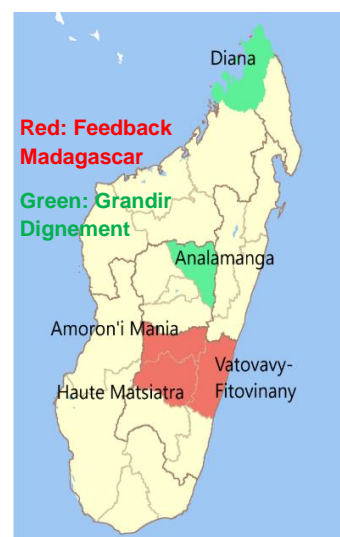 Diana
Red: Feedback
Madagascar
Green: Grandir
Dignement
Analamanga
Amoron'i Mania
Vatovavy-
Fitovinany
Haute Matsiatra